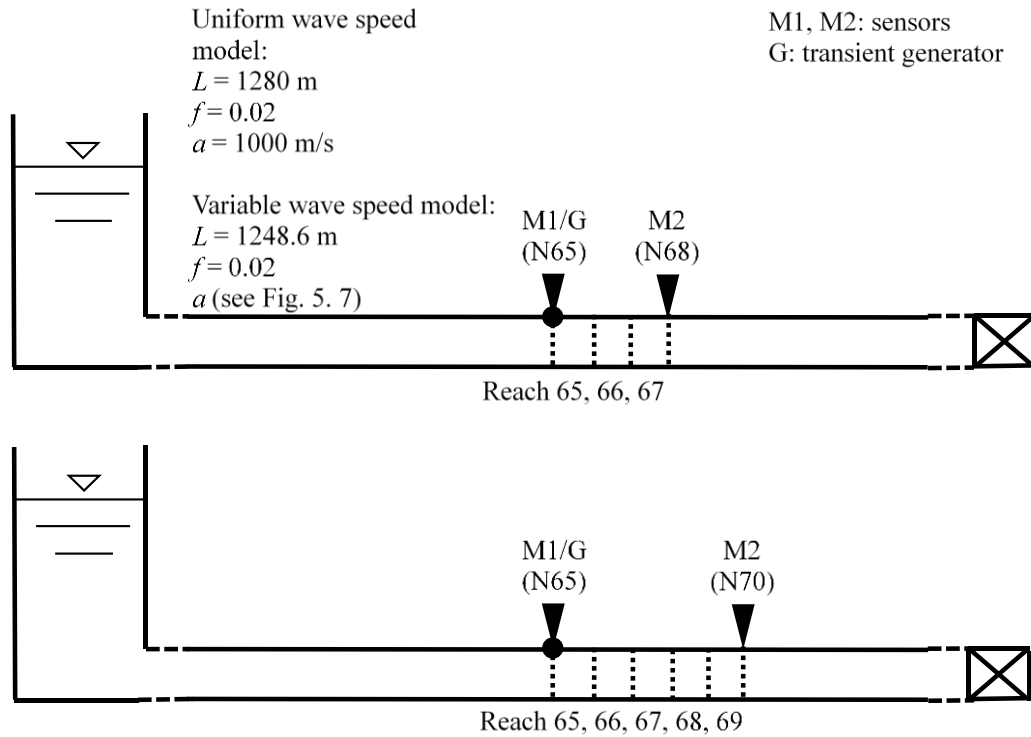 Uniform wave speed
model:
L = 1280 m
f = 0.02
a = 1000 m/s
Variable wave speed model:
L = 1248.6 m
f = 0.02
a (see Fig. 5. 7)
M1, M2: sensors
G: transient generator
M1/G
(N65)
M2
(N68)
Reach 65, 66, 67
M1/G
(N65)
M2
(N70)
Reach 65, 66, 67, 68, 69